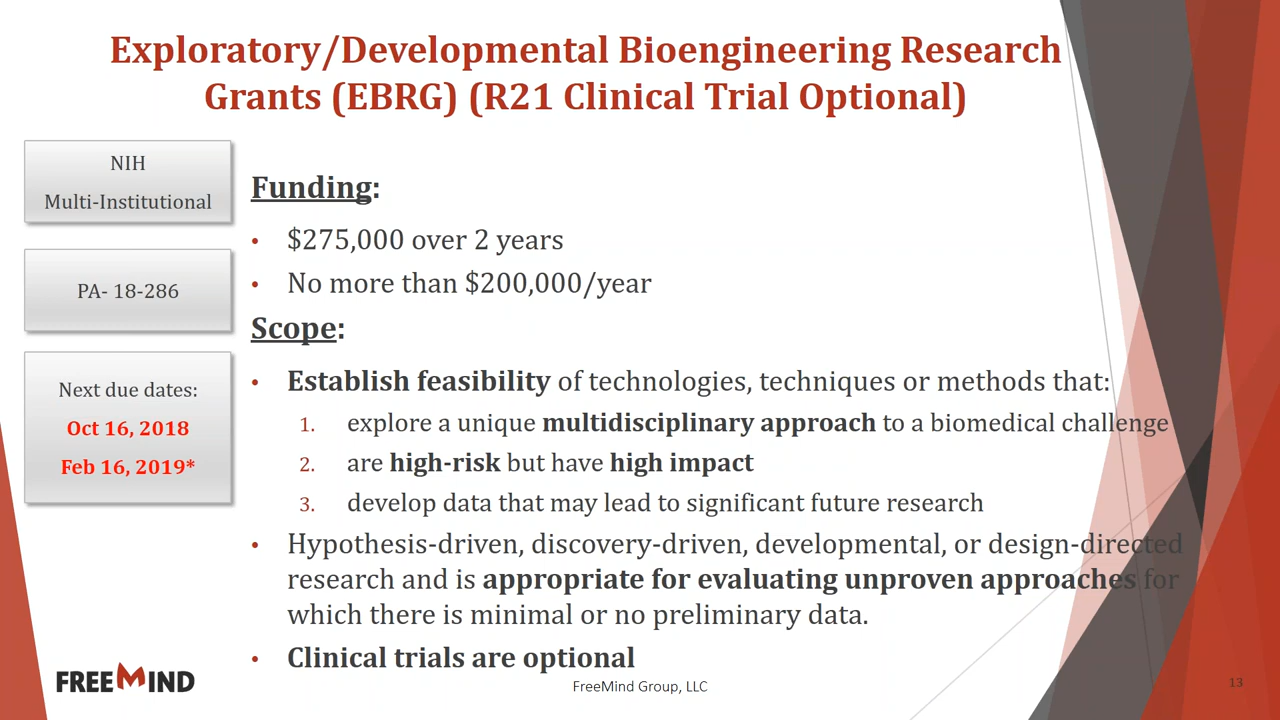 Exploratory/Developmental Bioengineering Research
Grants (EBRG) (R21 Clinical Trial Optional)
NIH
Multi-Institutional
PA- 18-286
Next due dates:
Oct 16, 2018
Feb 16, 2019*
Funding:
• $275,000 over 2 years
• No more than $200,000/year
Scope:
• Establish feasibility of technologies, techniques or methods that:
1. explore a unique multidisciplinary approach to a biomedical challenge
2. are high-risk but have high impact
3. develop data that may lead to significant future research
• Hypothesis-driven, discovery-driven, developmental, or design-directed
research and is appropriate for evaluating unproven approaches for
which there is minimal or no preliminary data.
• Clinical trials are optional
FREEMIND
FreeMind Group, LLC
13